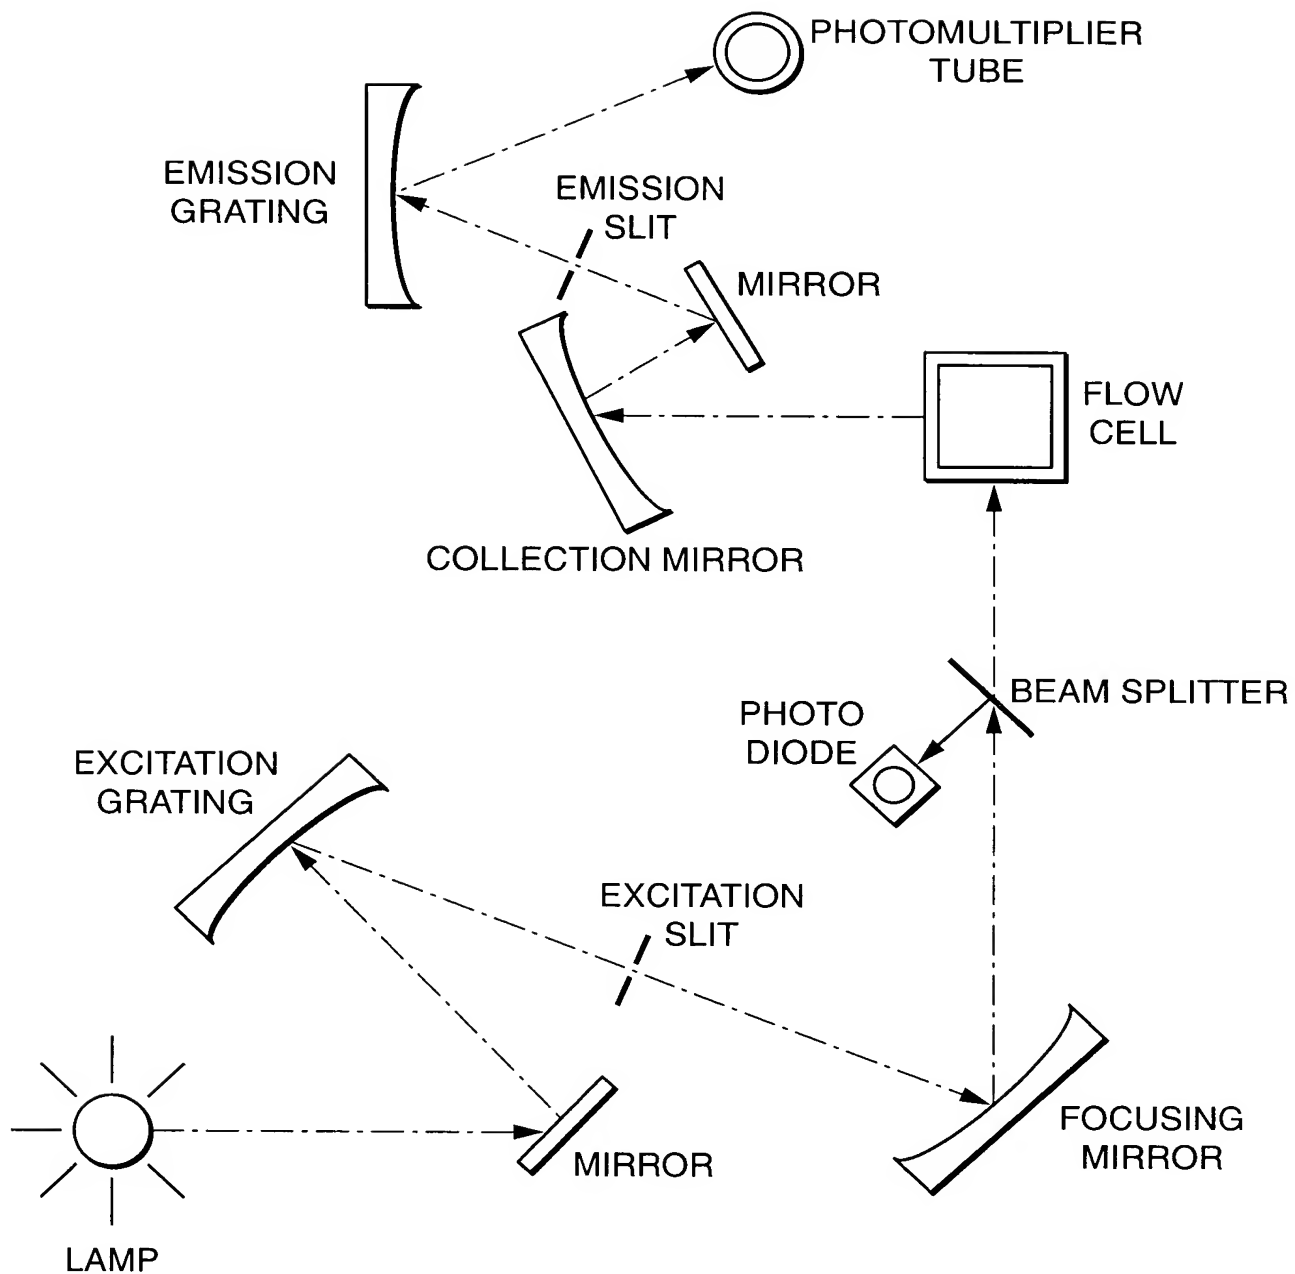 PHOTOMULTIPLIER
TUBE
EMISSION
GRATING
EMISSION
SLIT
MIRROR
FLOW
CELL
COLLECTION MIRROR
BEAM SPLITTER
PHOTO
DIODE
EXCITATION
GRATING
EXCITATION
SLIT
FOCUSING
MIRROR
MIRROR
LAMP